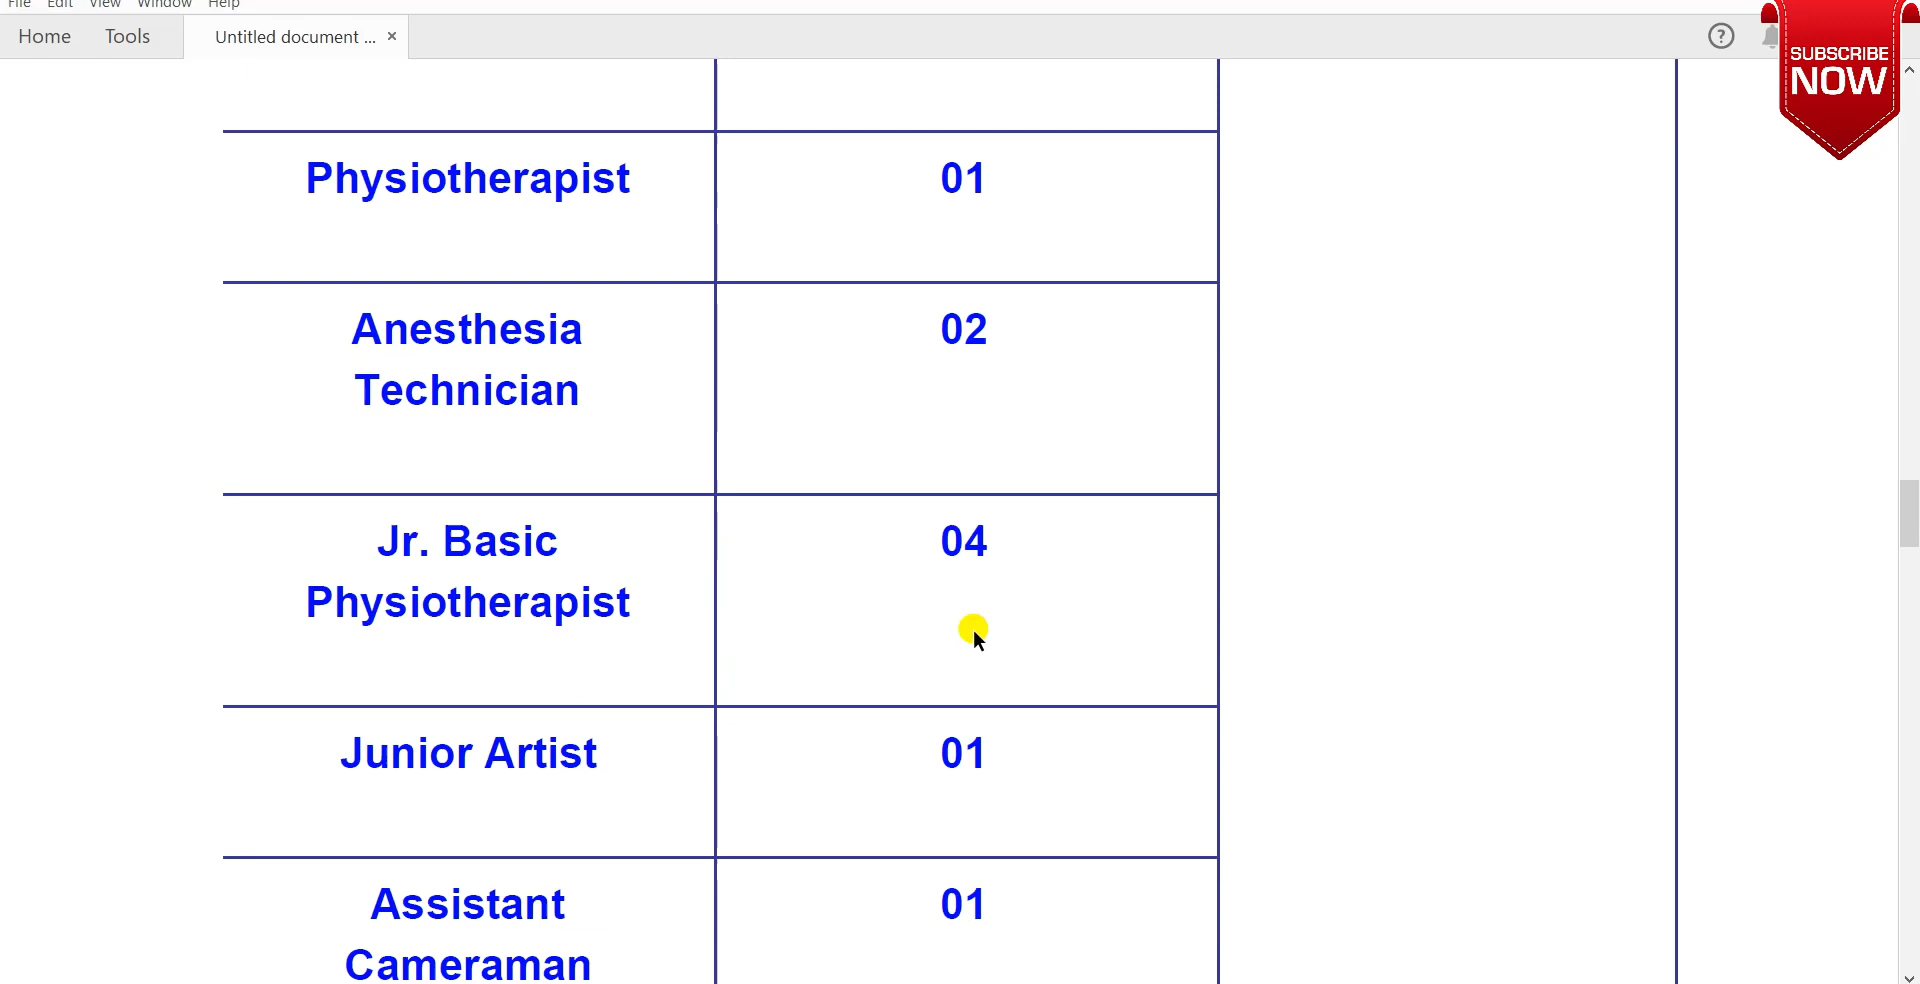 File Edit View Window Help
Home Tools Untitled document ... ×
SUBSCRIBE
NOW
Physiotherapist 01
Anesthesia 02
Technician
Jr. Basic 04
Physiotherapist
Junior Artist 01
Assistant 01
Cameraman